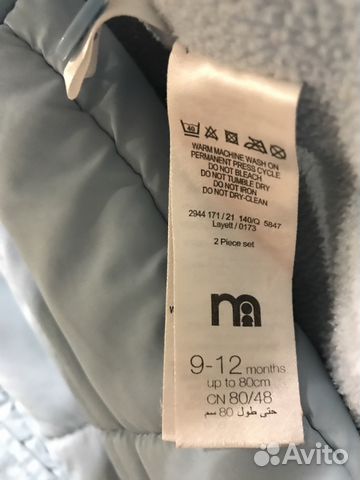 40
WARM MACHINE WASH ON
PERMANENT PRESS CYCLE
DO NOT BLEACH
DO NOT TUMBLE DRY
DO NOT IRON
DO NOT DRY-CLEAN
2944 171 / 21 140/Q 5847
Layett / 0173
2 Piece set
m
9-12 months
up to 80cm
CN 80/48
حتى طول 80 سم
Avito